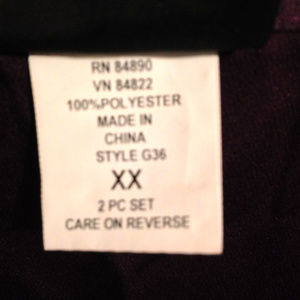 RN 84890
VN 84822
100%POLYESTER
MADE IN
CHINA
STYLE G36
XX
2 PC SET
CARE ON REVERSE